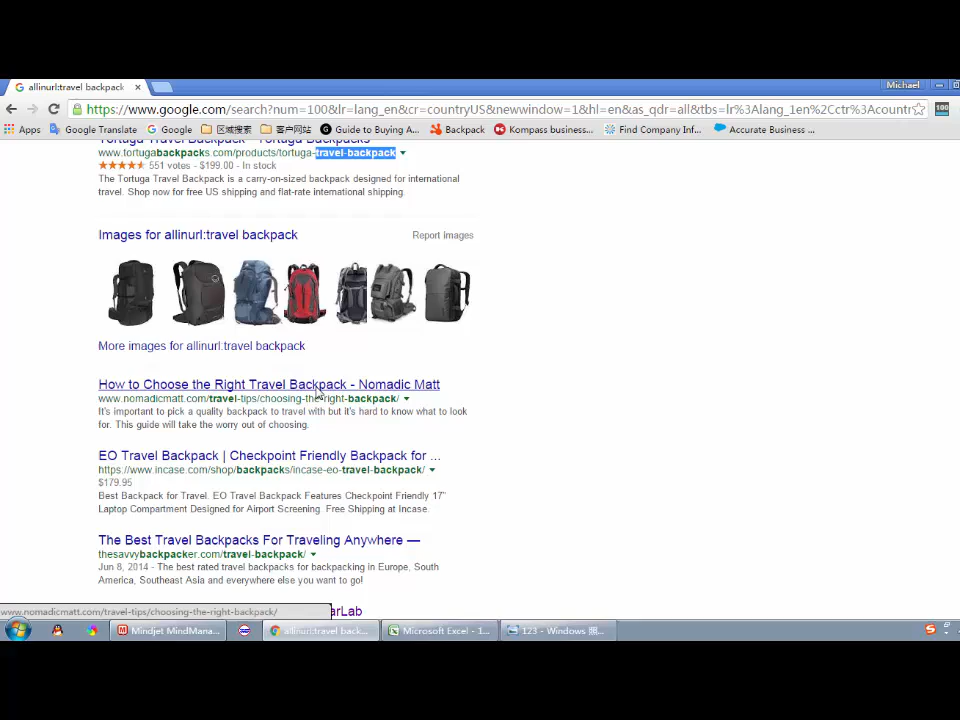 allinurl:travel backpack
Michael
https://www.google.com/search?num=100&lr=lang_en&cr=countryUS&newwindow=1&hl=en&as_qdr=all&tbs=lr%3Alang_1en%2Cctr%3Acountr
100
Apps Google Translate Google 区域搜索 客户网站 Guide to Buying A... Backpack Kompass business... Find Company Inf... Accurate Business ...
Tortuga Travel Backpack - Tortuga Backpacks
www.tortugabackpacks.com/products/tortuga-travel-backpack
551 votes - $199.00 - In stock
The Tortuga Travel Backpack is a carry-on-sized backpack designed for international
travel. Shop now for free US shipping and flat-rate international shipping.
Images for allinurl:travel backpack
Report images
More images for allinurl:travel backpack
How to Choose the Right Travel Backpack - Nomadic Matt
www.nomadicmatt.com/travel-tips/choosing-the-right-backpack/
It's important to pick a quality backpack to travel with but it's hard to know what to look
for. This guide will take the worry out of choosing.
EO Travel Backpack | Checkpoint Friendly Backpack for ...
https://www.incase.com/shop/backpacks/incase-eo-travel-backpack/
$179.95
Best Backpack for Travel. EO Travel Backpack Features Checkpoint Friendly 17"
Laptop Compartment Designed for Airport Screening. Free Shipping at Incase.
The Best Travel Backpacks For Traveling Anywhere —
thesavvybackpacker.com/travel-backpack/
Jun 8, 2014 - The best rated travel backpacks for backpacking in Europe, South
America, Southeast Asia and everywhere else you want to go!
arLab
www.nomadicmatt.com/travel-tips/choosing-the-right-backpack/
Mindjet MindMana... allinurl:travel back... Microsoft Excel - 1... 123 - Windows 照...